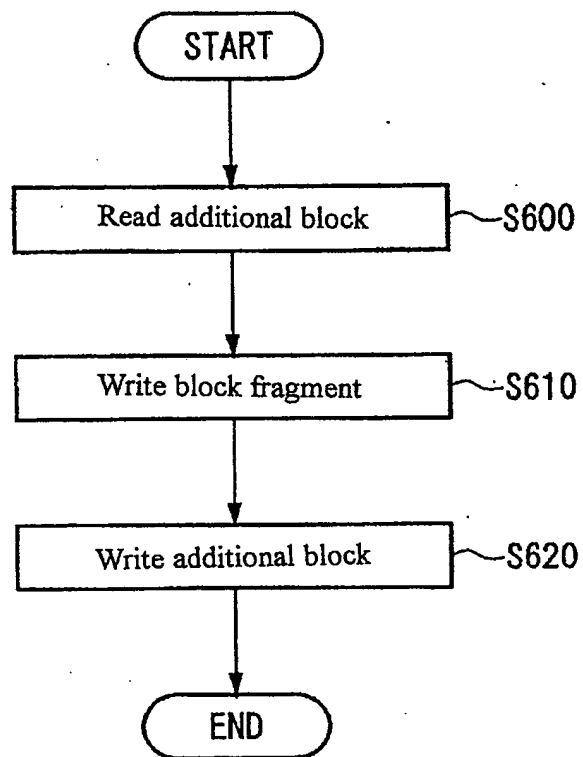 START
Read additional block S600
Write block fragment S610
Write additional block S620
END